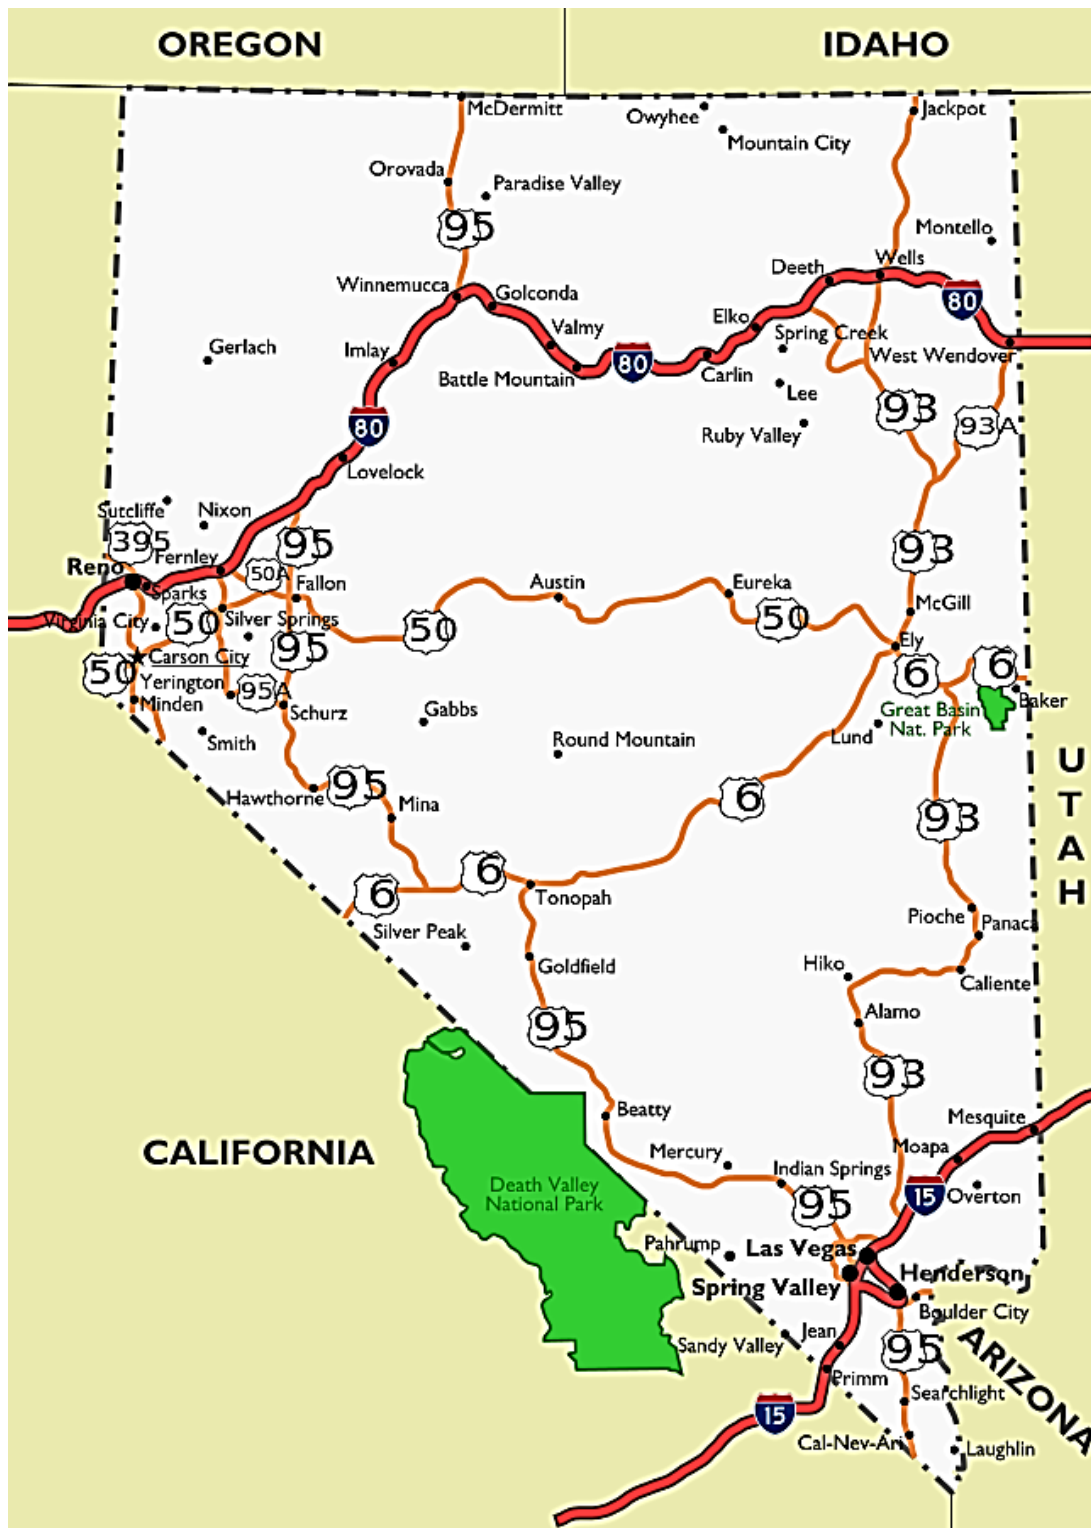 OREGON
IDAHO
McDermitt
Owyhee
Jackpot
Mountain City
Orovada
Paradise Valley
95
Montello
Wells
Deeth
Winnemucca
Golconda
80
Elko
Valmy
Spring Creek
Gerlach
Imlay
80
West Wendover
Battle Mountain
Carlin
Lee
93
80
93A
Ruby Valley
Lovelock
Sutcliffe
Nixon
395
95
93
Fernley
Reno
50A
Fallon
Austin
Eureka
Sparks
McGill
Virginia City
50
Silver Springs
50
50
Ely
95
Carson City
6
6
50
Yerington
95A
Minden
Schurz
Gabbs
Great Basin
Nat. Park
Baker
Smith
Round Mountain
Lund
UTAH
Hawthorne
95
Mina
6
93
6
6
Tonopah
Silver Peak
Pioche
Panaca
Goldfield
Hiko
Caliente
Alamo
95
93
Beatty
Mesquite
CALIFORNIA
Mercury
Moapa
Indian Springs
Death Valley
National Park
95
15
Overton
Pahrump
Las Vegas
Henderson
Spring Valley
Boulder City
Jean
Sandy Valley
95
ARIZONA
Primm
Searchlight
15
Cal-Nev-Ari
Laughlin